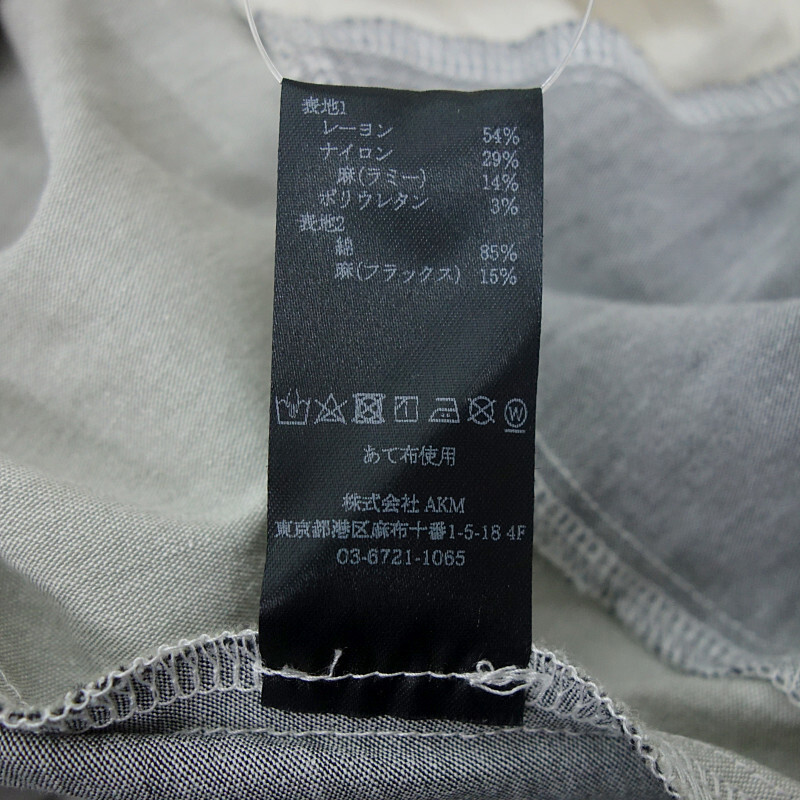 表地1
レーヨン 54%
ナイロン 29%
麻(ラミー) 14%
ポリウレタン 3%
表地2
綿 85%
麻(フラックス) 15%
W
あて布使用
株式会社 AKM
東京都港区麻布十番1-5-18 4F
03-6721-1065